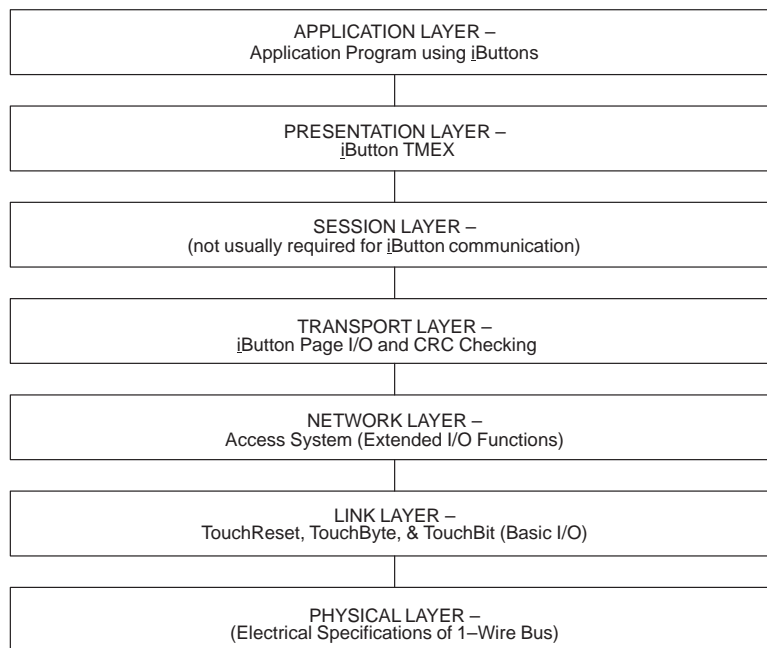 APPLICATION LAYER –
Application Program using iButtons
PRESENTATION LAYER –
iButton TMEX
SESSION LAYER –
(not usually required for iButton communication)
TRANSPORT LAYER –
iButton Page I/O and CRC Checking
NETWORK LAYER –
Access System (Extended I/O Functions)
LINK LAYER –
TouchReset, TouchByte, & TouchBit (Basic I/O)
PHYSICAL LAYER –
(Electrical Specifications of 1–Wire Bus)